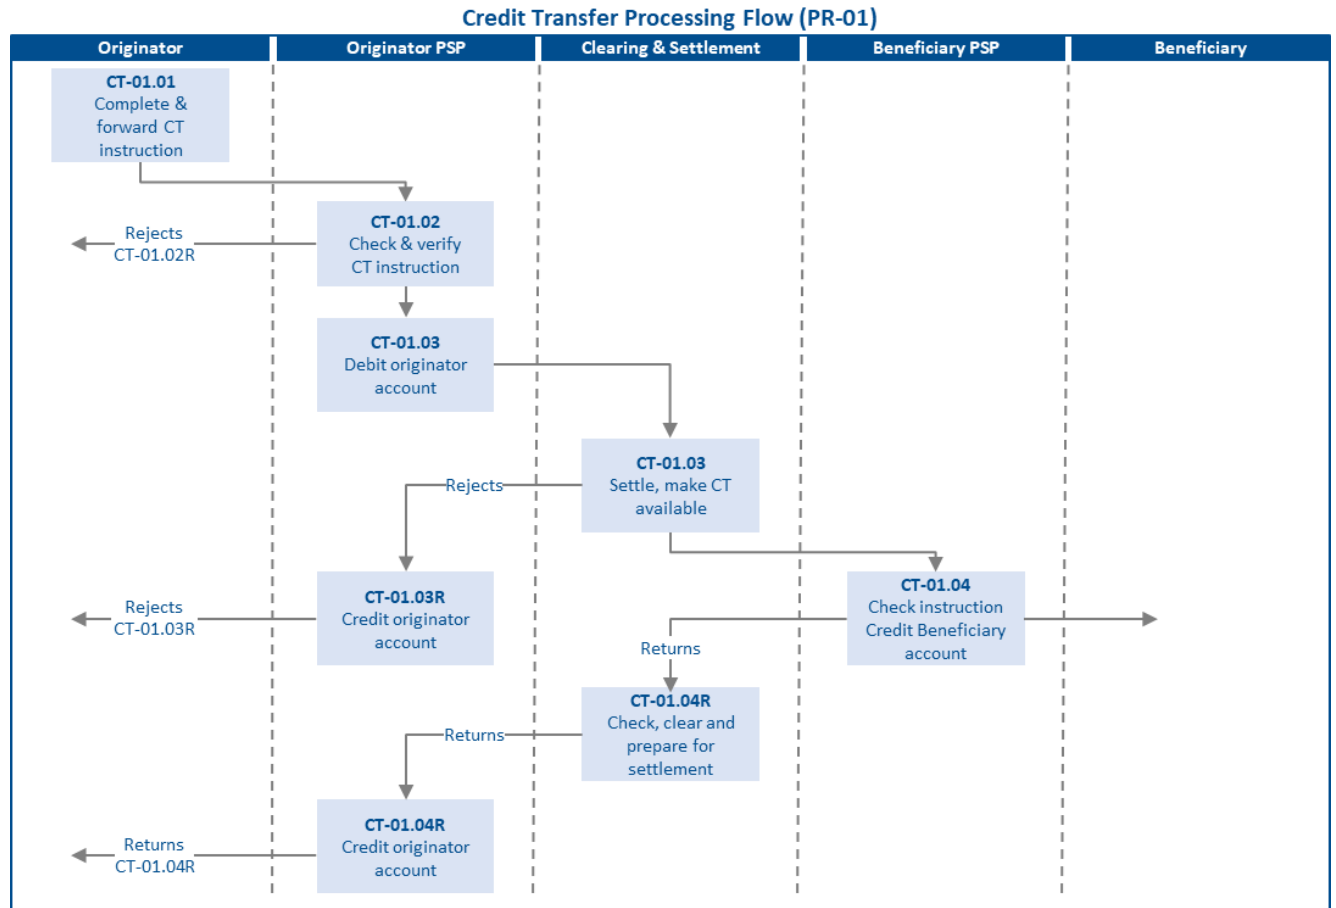 Credit Transfer Processing Flow (PR-01)
Originator
Originator PSP
Clearing & Settlement
Beneficiary PSP
Beneficiary
CT-01.01
Complete &
forward CT
instruction
CT-01.02
Check & verify
CT instruction
Rejects
CT-01.02R
CT-01.03
Debit originator
account
CT-01.03
Settle, make CT
available
Rejects
CT-01.03R
Credit originator
account
Rejects
CT-01.03R
CT-01.04
Check instruction
Credit Beneficiary
account
Returns
CT-01.04R
Check, clear and
prepare for
settlement
Returns
CT-01.04R
Credit originator
account
Returns
CT-01.04R